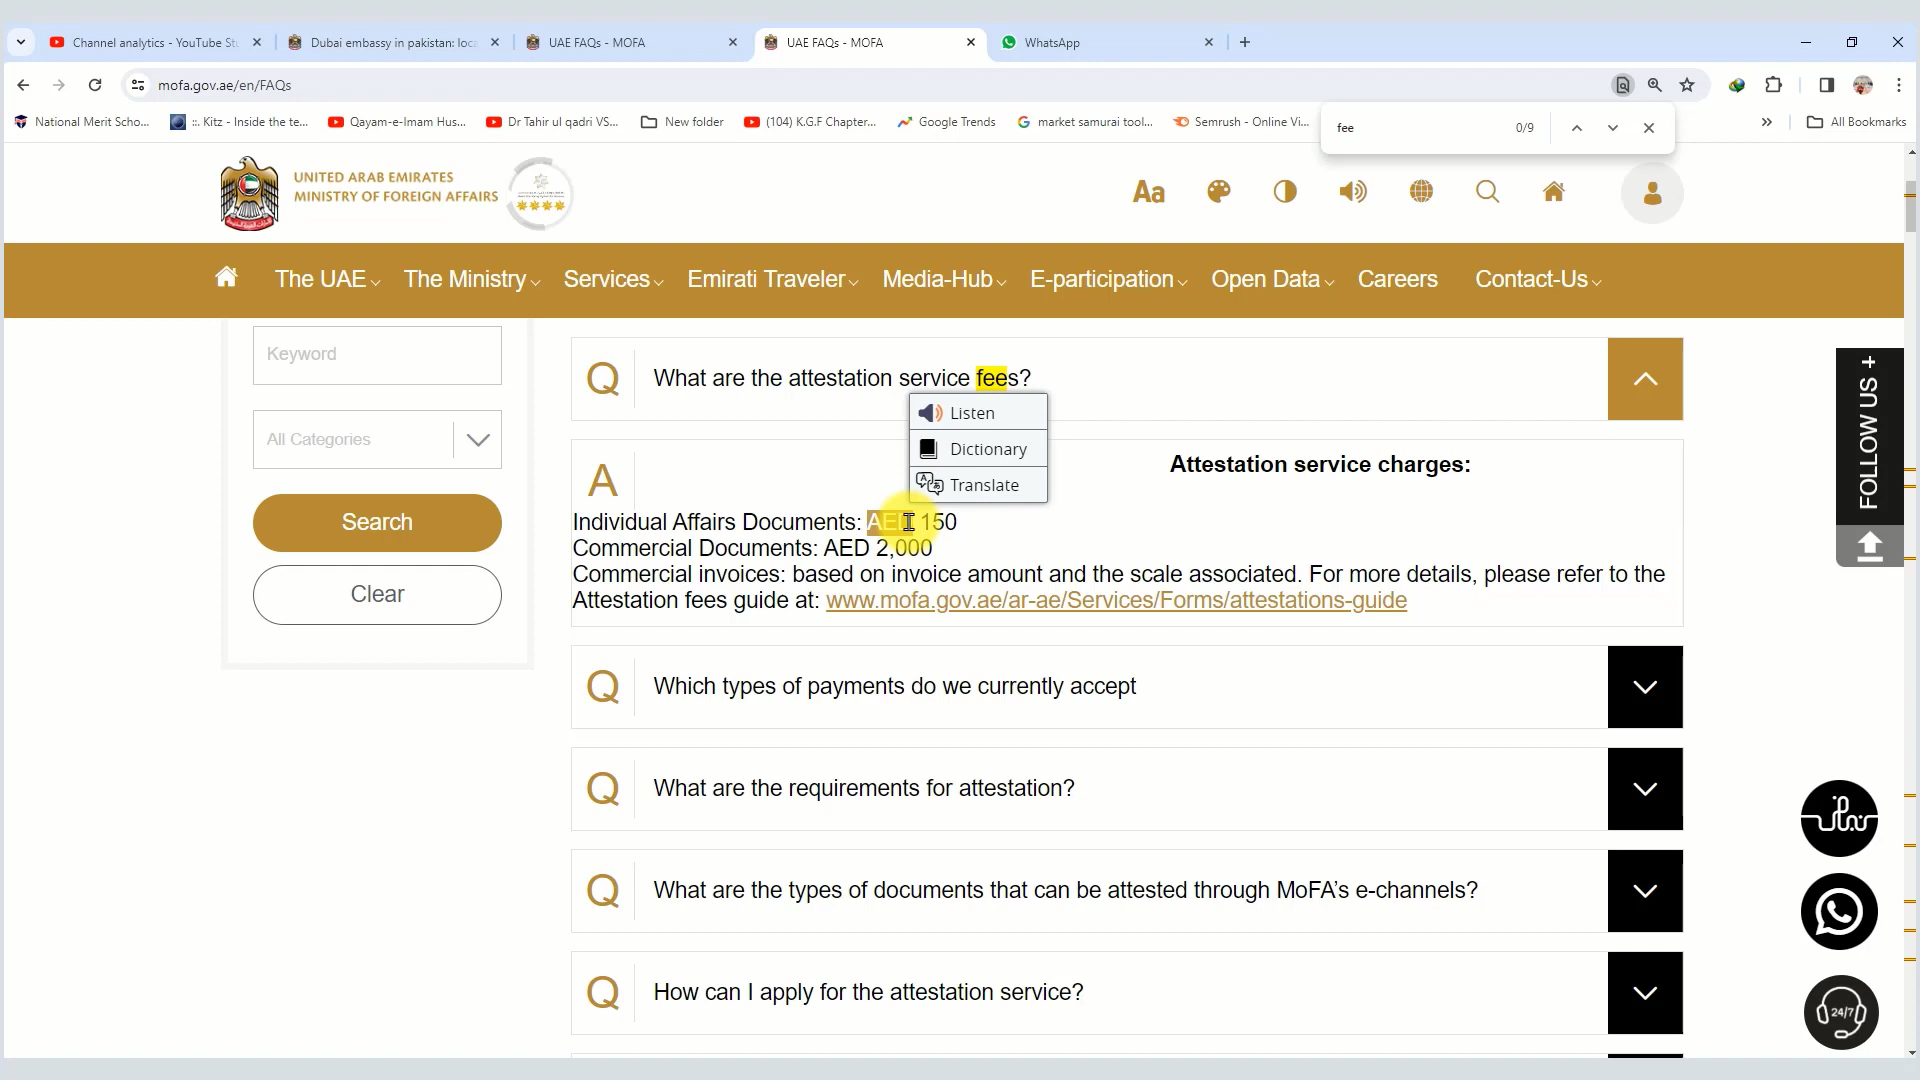 Channel analytics - YouTube St
Dubai embassy in pakistan: loca
UAE FAQs - MOFA
UAE FAQs - MOFA
WhatsApp
mofa.gov.ae/en/FAQs
National Merit Scho...
::. Kitz - Inside the te...
Qayam-e-Imam Hus...
Dr Tahir ul qadri VS...
New folder
(104) K.G.F Chapter...
Google Trends
market samurai tool...
Semrush - Online Vi...
All Bookmarks
fee
0/9
UNITED ARAB EMIRATES
MINISTRY OF FOREIGN AFFAIRS
Aa
The UAE
The Ministry
Services
Emirati Traveler
Media-Hub
E-participation
Open Data
Careers
Contact-Us
Keyword
All Categories
Search
Clear
Q
What are the attestation service fees?
Listen
Dictionary
Translate
A
Attestation service charges:
Individual Affairs Documents: AED 150
Commercial Documents: AED 2,000
Commercial invoices: based on invoice amount and the scale associated. For more details, please refer to the
Attestation fees guide at: www.mofa.gov.ae/ar-ae/Services/Forms/attestations-guide
Q
Which types of payments do we currently accept
Q
What are the requirements for attestation?
Q
What are the types of documents that can be attested through MoFA’s e-channels?
Q
How can I apply for the attestation service?
FOLLOW US +
24/7